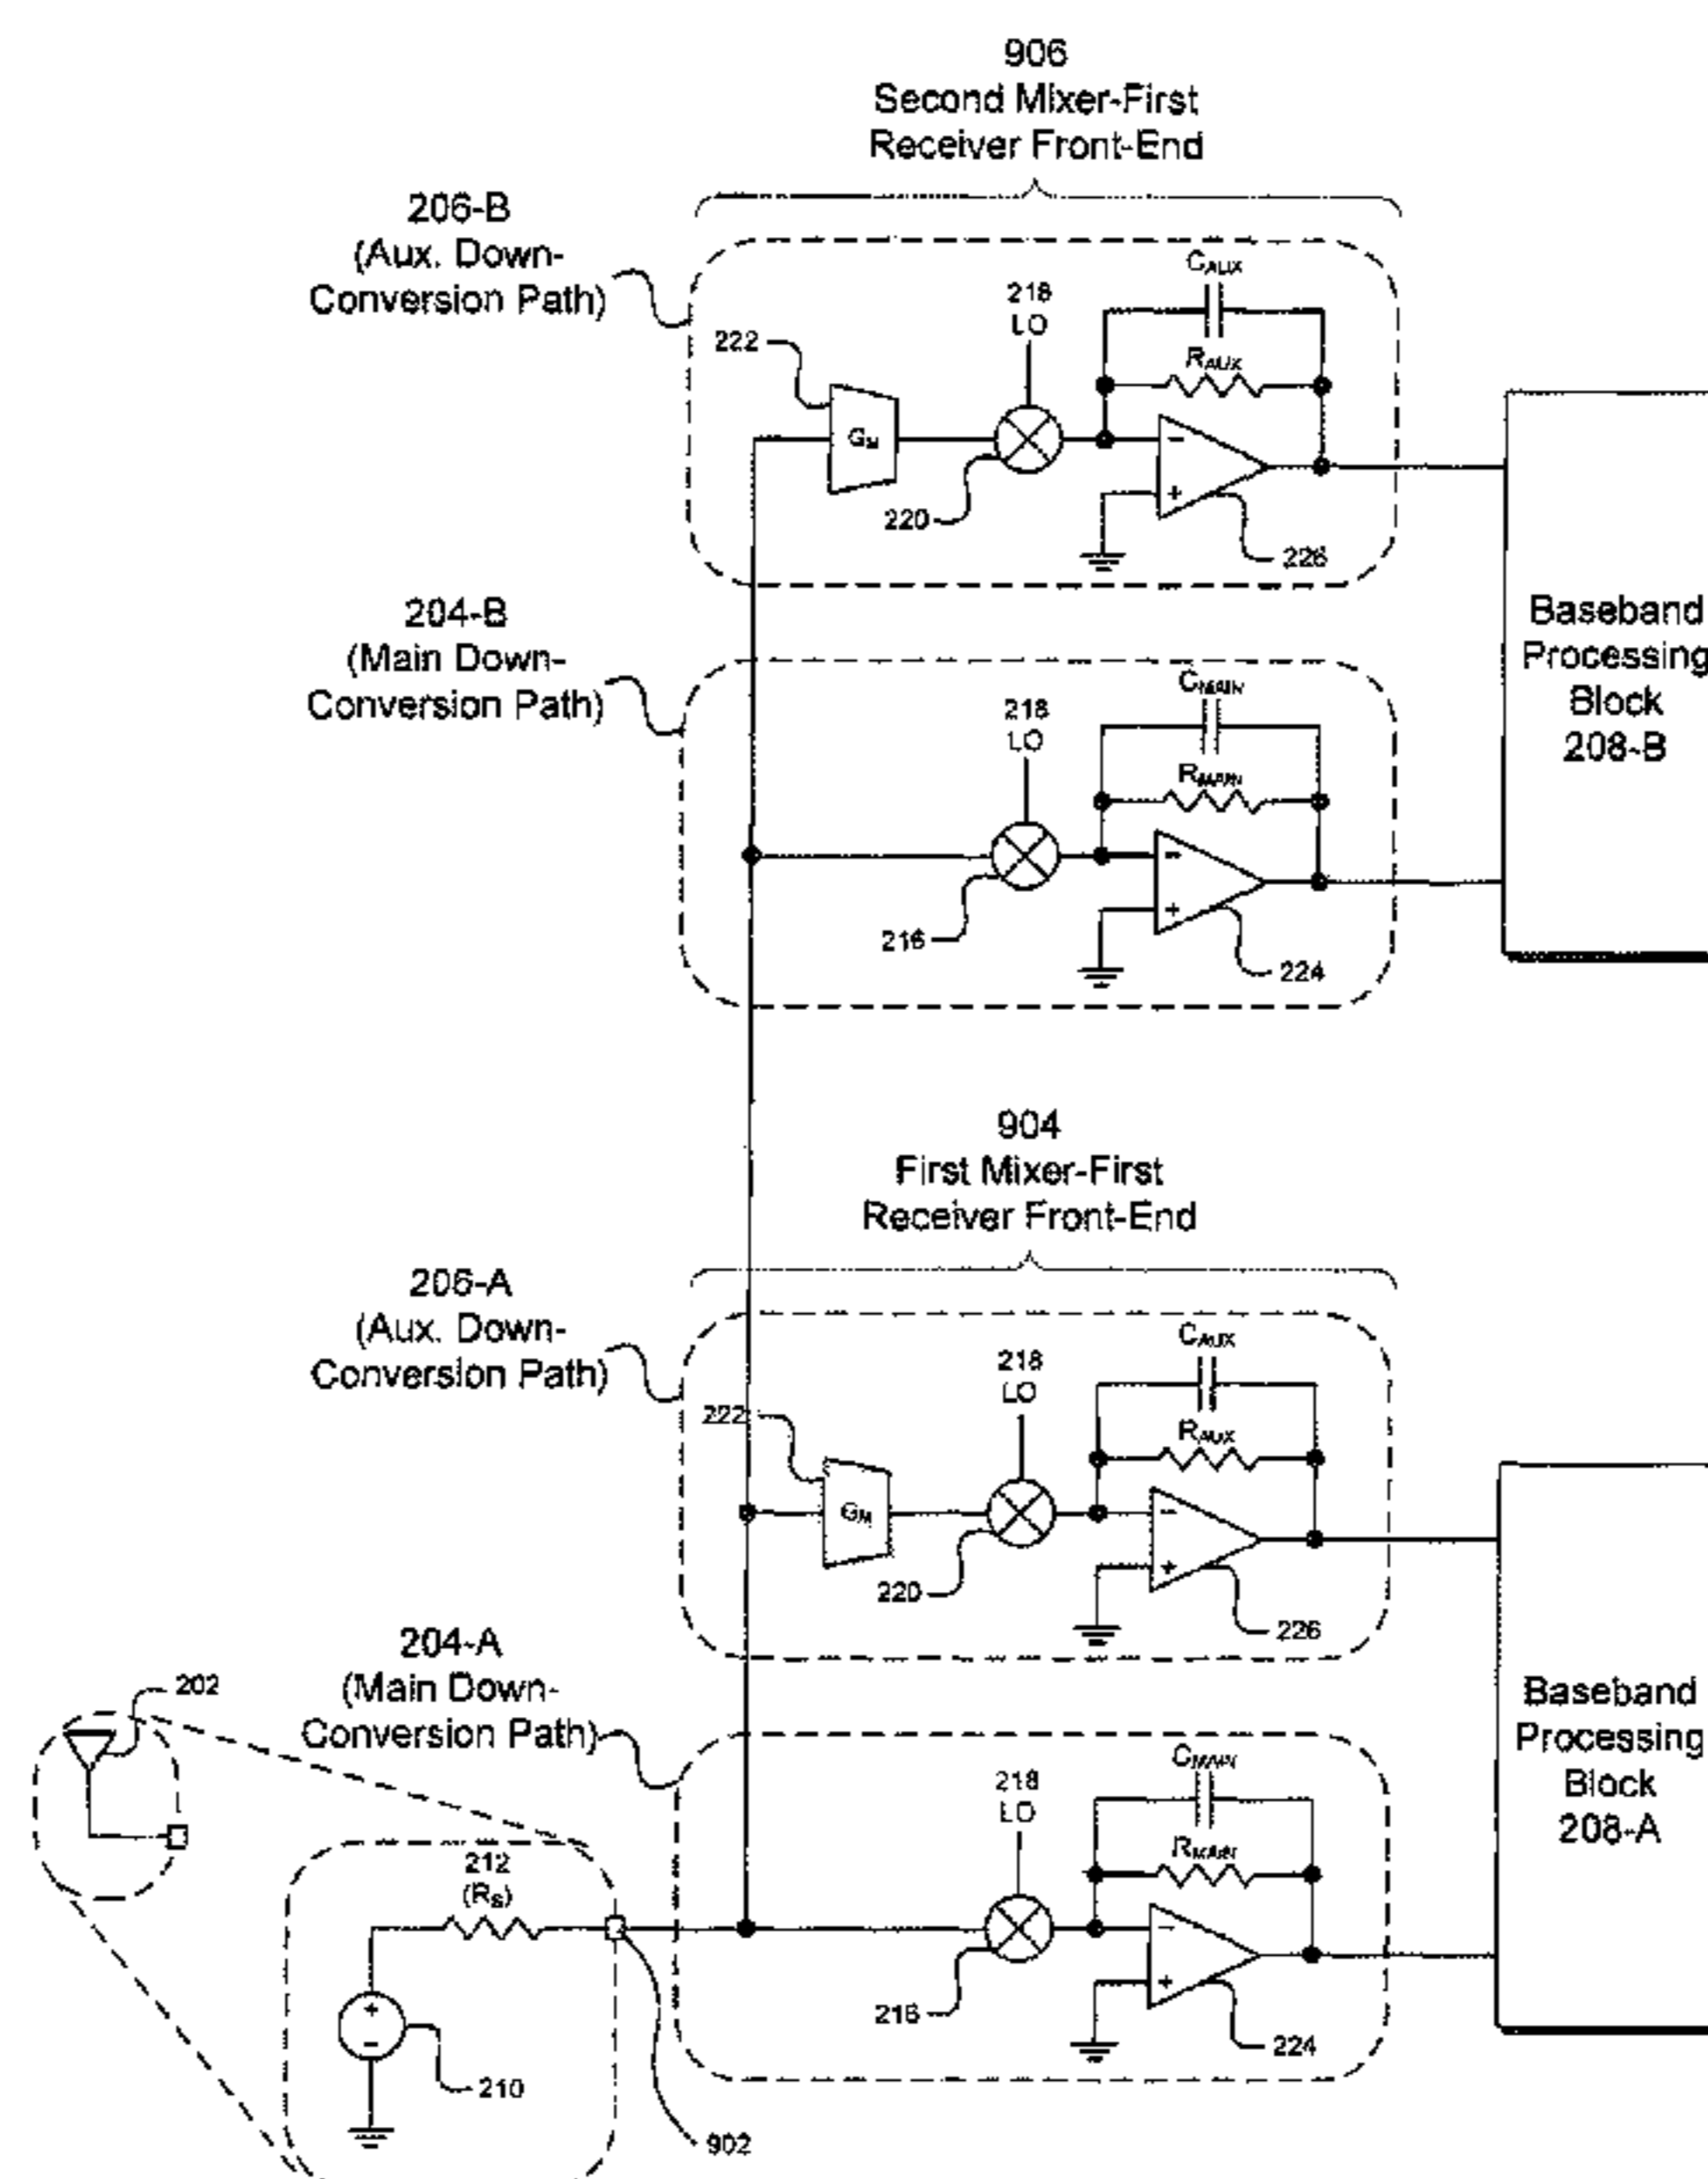 906
Second Mixer-First
Receiver Front-End
206-B
(Aux. Down-
Conversion Path)
CAUX
218
LO
RAUX
222
GM
-
+
220
226
204-B
(Main Down-
Conversion Path)
CMAIN
218
LO
RMAIN
-
+
216
224
Baseband
Processing
Block
208-B
904
First Mixer-First
Receiver Front-End
206-A
(Aux. Down-
Conversion Path)
CAUX
218
LO
RAUX
222
GM
-
+
220
226
204-A
(Main Down-
Conversion Path)
202
CMAIN
218
LO
RMAIN
212
(RS)
-
+
216
224
Baseband
Processing
Block
208-A
+
-
210
902